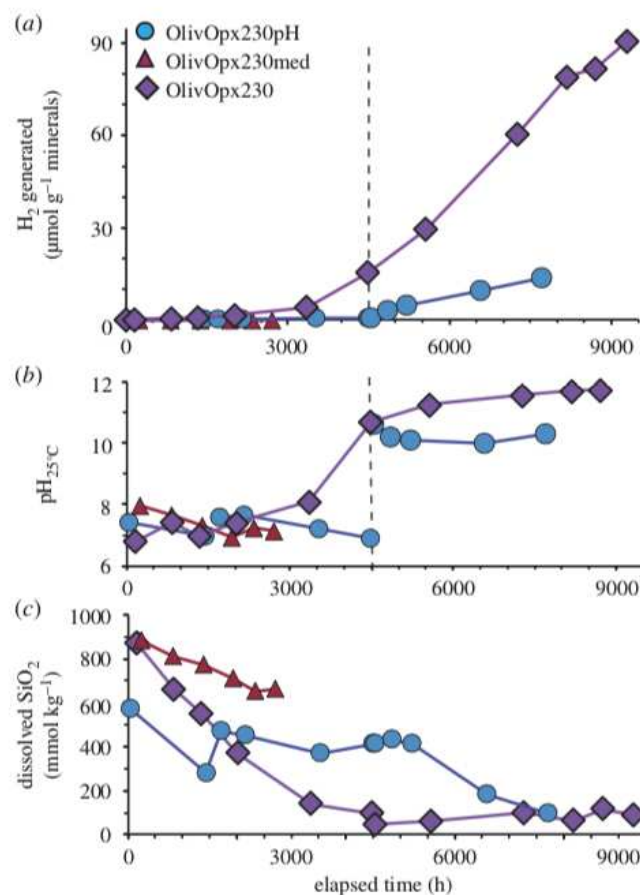 (a)
OlivOpx230pH
OlivOpx230med
OlivOpx230
90
60
30
0
H₂ generated
(μmol g⁻¹ minerals)
0 3000 6000 9000
(b)
12
10
8
6
pH₂₅°C
0 3000 6000 9000
(c)
1000
800
600
400
200
0
dissolved SiO₂
(mmol kg⁻¹)
0 3000 6000 9000
elapsed time (h)